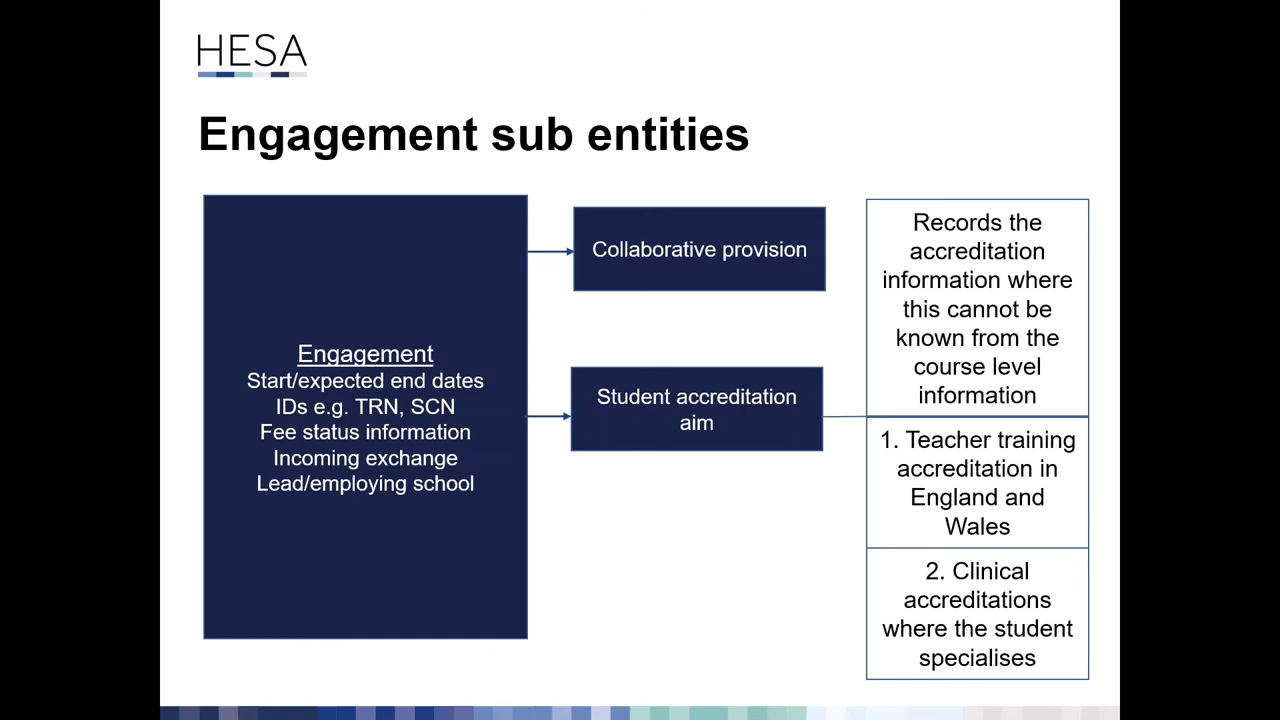 HESA
Engagement sub entities
Engagement
Start/expected end dates
IDs e.g. TRN, SCN
Fee status information
Incoming exchange
Lead/employing school
Collaborative provision
Student accreditation
aim
Records the
accreditation
information where
this cannot be
known from the
course level
information
1. Teacher training
accreditation in
England and
Wales
2. Clinical
accreditations
where the student
specialises